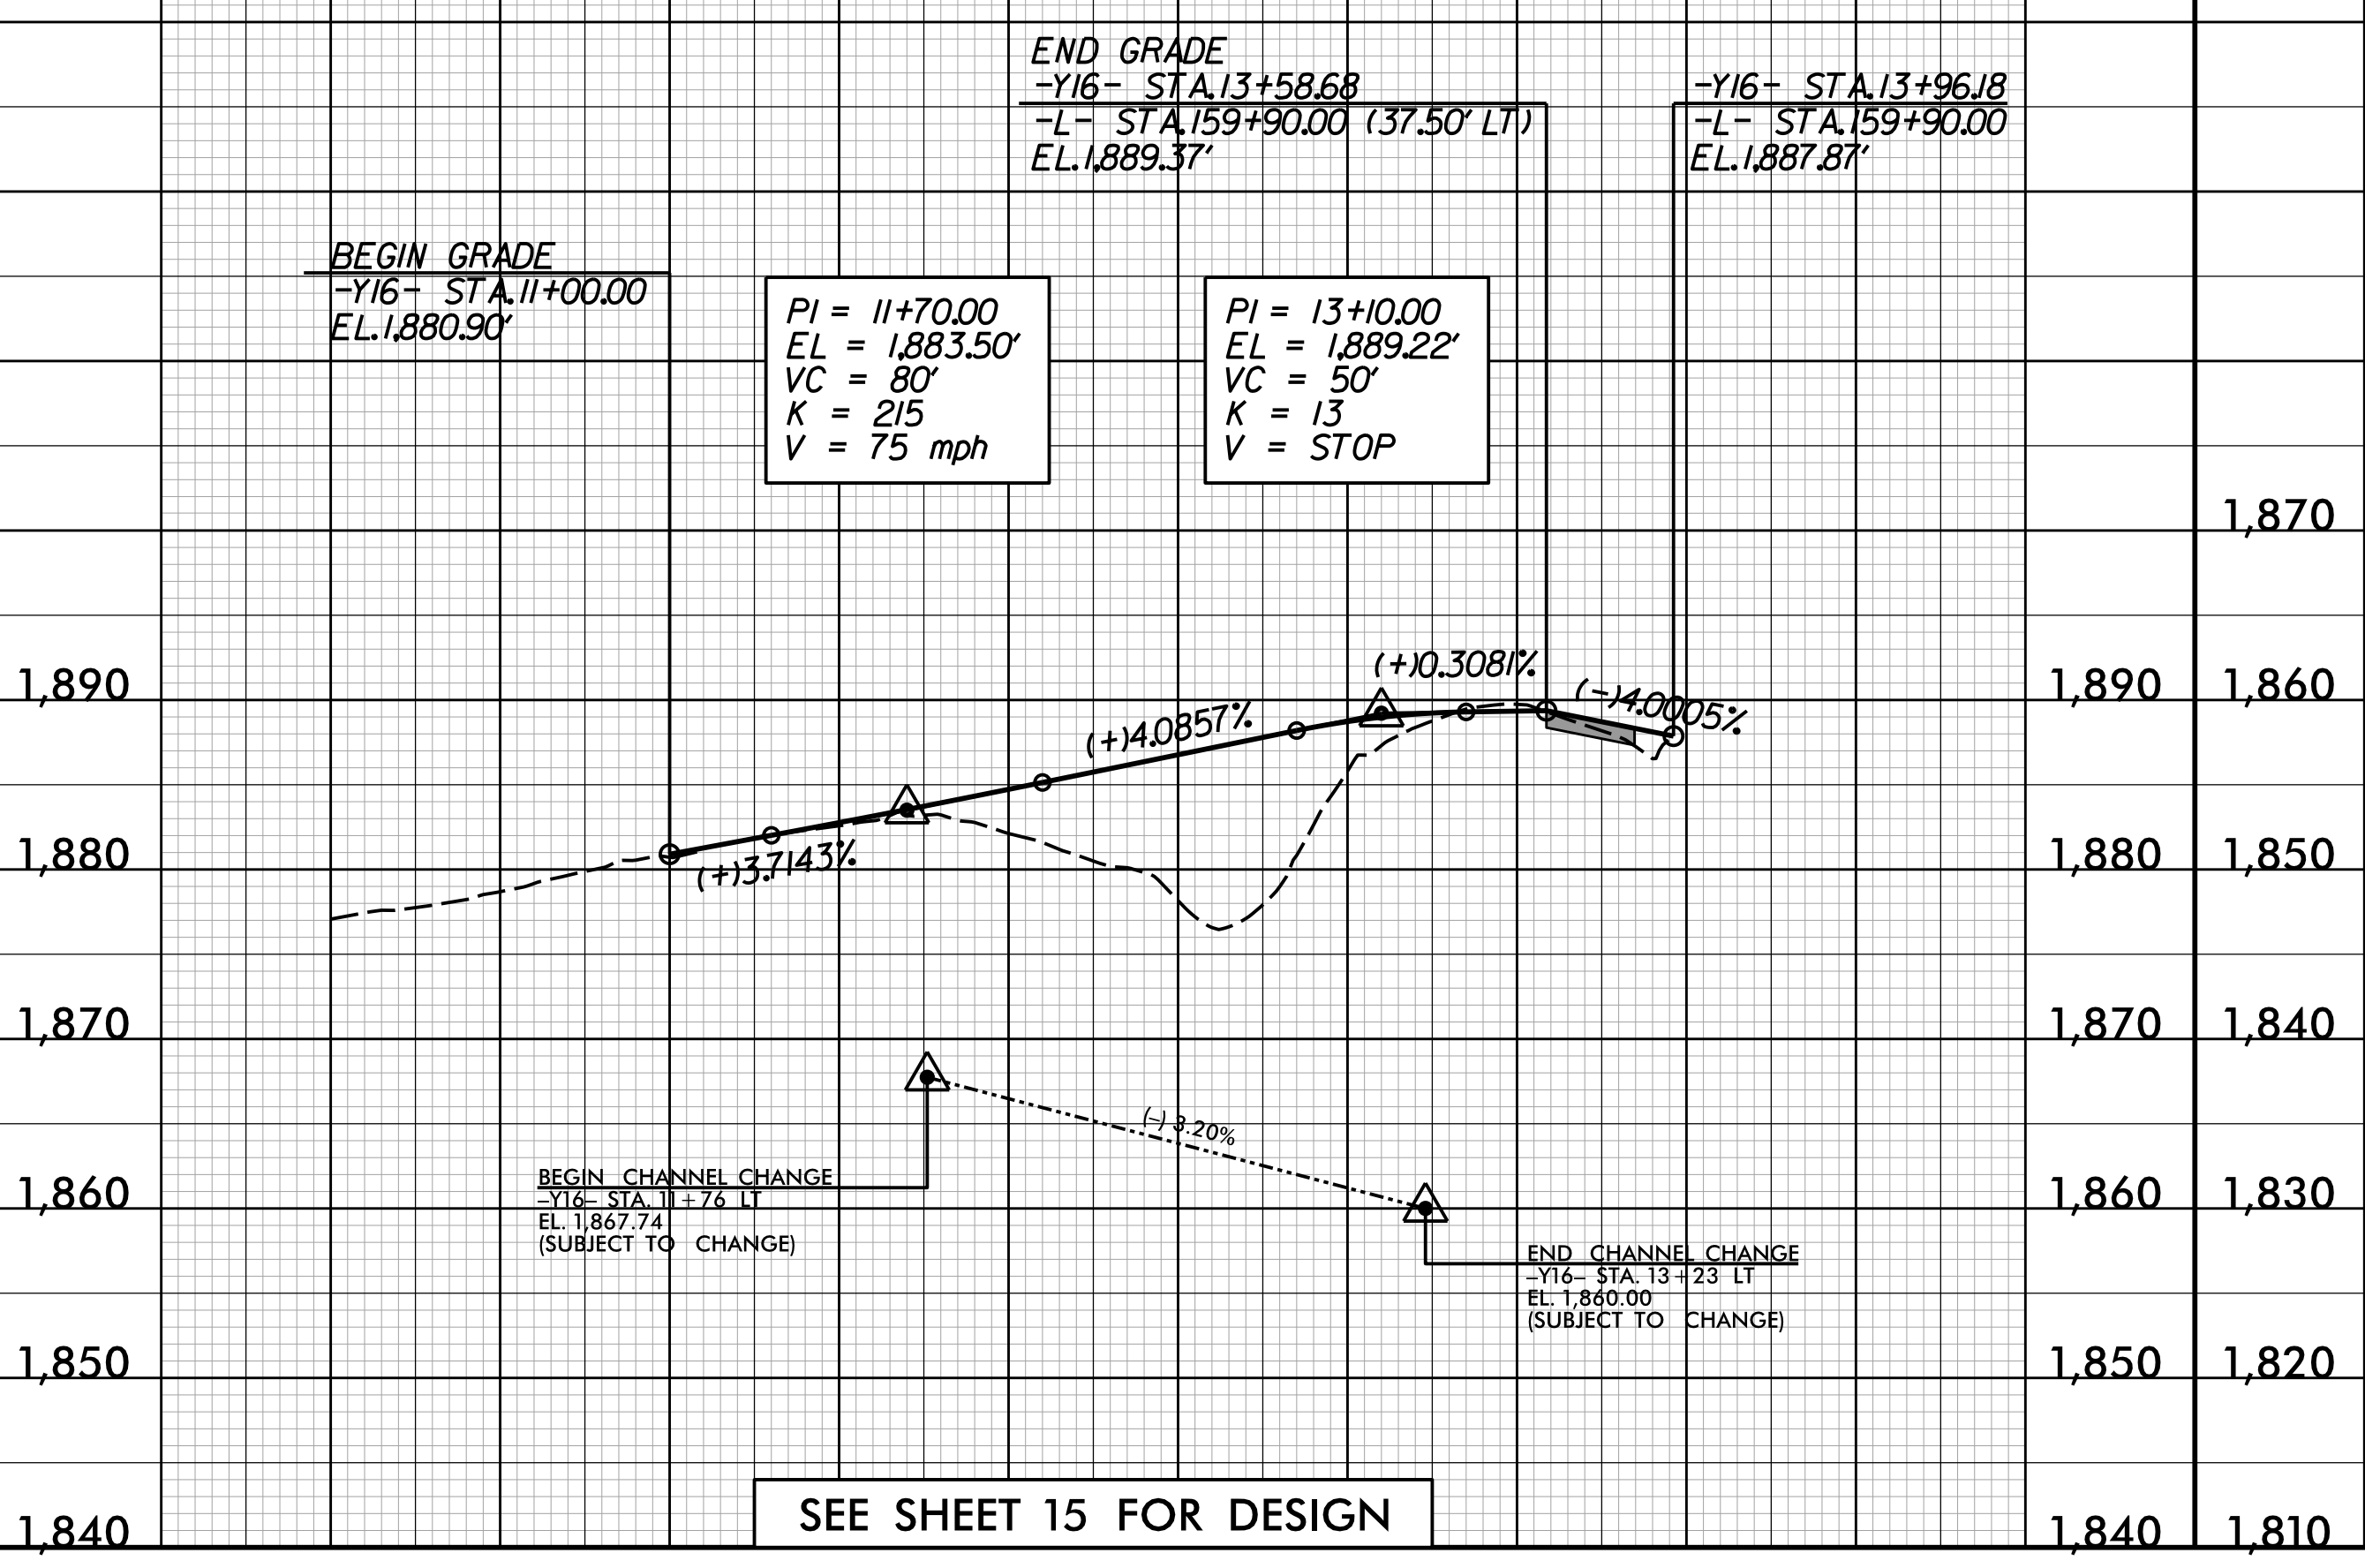 END GRADE
-Y16- STA.13+58.68
-L- STA.159+90.00 (37.50' LT)
EL.1,889.37'
-Y16- STA.13+96.18
-L- STA.159+90.00
EL.1,887.87'
BEGIN GRADE
-Y16- STA.11+00.00
EL.1,880.90'
PI = 11+70.00
EL = 1,883.50'
VC = 80'
K = 215
V = 75 mph
PI = 13+10.00
EL = 1,889.22'
VC = 50'
K = 13
V = STOP
1,870
(+)0.3081%
1,890
(+)4.0857%
(-)4.0005%
1,890
1,860
1,880
(+)3.7143%
1,880
1,850
1,870
1,870
1,840
(-) 3.20%
1,860
BEGIN CHANNEL CHANGE
-Y16- STA. 11+76 LT
EL. 1,867.74
(SUBJECT TO CHANGE)
1,860
1,830
END CHANNEL CHANGE
-Y16- STA. 13+23 LT
EL. 1,860.00
(SUBJECT TO CHANGE)
1,850
1,850
1,820
SEE SHEET 15 FOR DESIGN
1,840
1,840
1,810